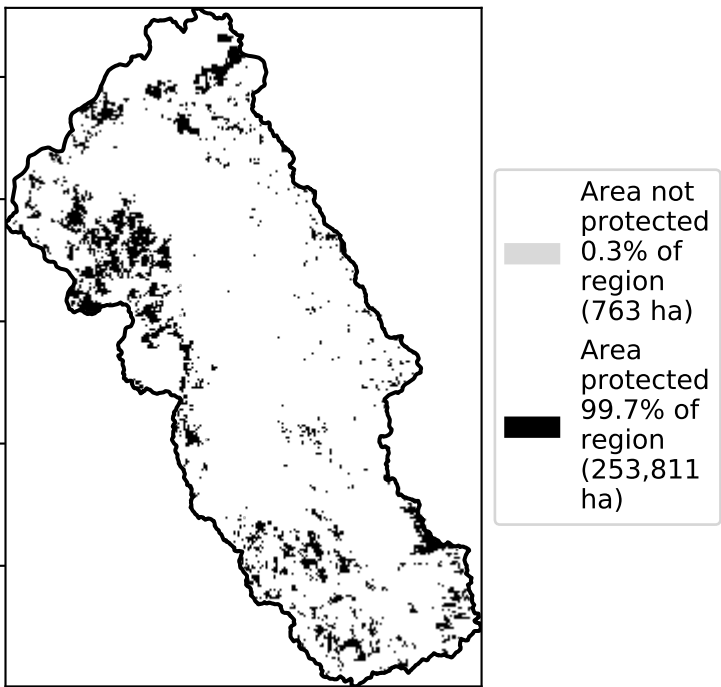 Area not
protected
0.3% of
region
(763 ha)
Area
protected
99.7% of
region
(253,811
ha)